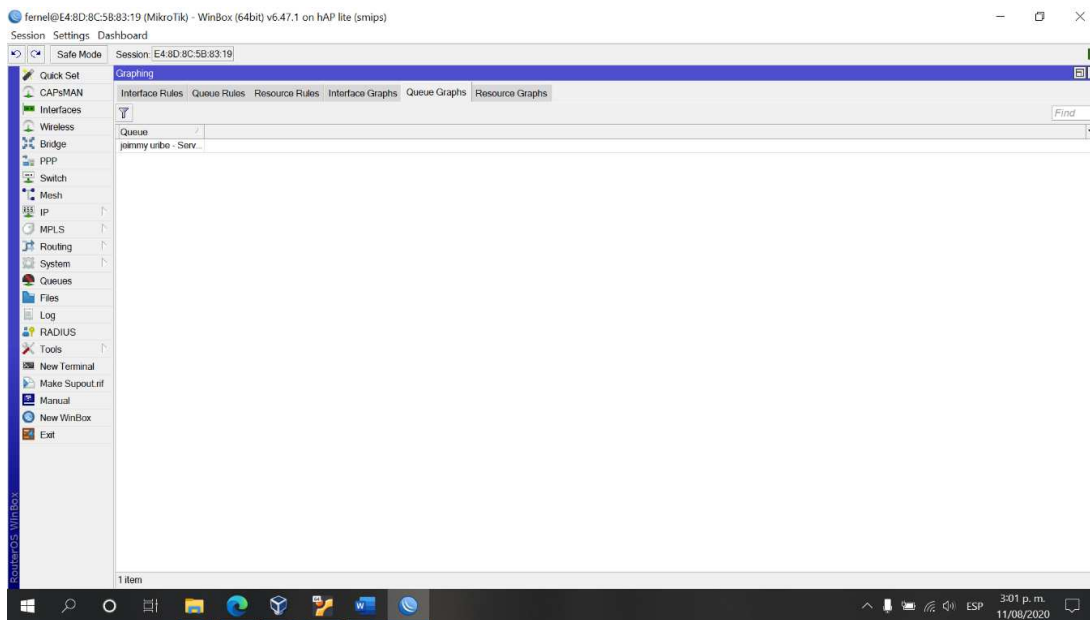 fernel@E4:8D:8C:5B:83:19 (MikroTik) - WinBox (64bit) v6.47.1 on hAP lite (smips)
Session Settings Dashboard
Safe Mode Session: E4:8D:8C:5B:83:19
Quick Set
CAPsMAN
Interfaces
Wireless
Bridge
PPP
Switch
Mesh
IP
MPLS
Routing
System
Queues
Files
Log
RADIUS
Tools
New Terminal
Make Supout.rif
Manual
New WinBox
Exit
RouterOS WinBox
Graphing
Interface Rules Queue Rules Resource Rules Interface Graphs Queue Graphs Resource Graphs
Find
Queue
jeimmy uribe - Serv...
1 item
ESP
3:01 p. m.
11/08/2020